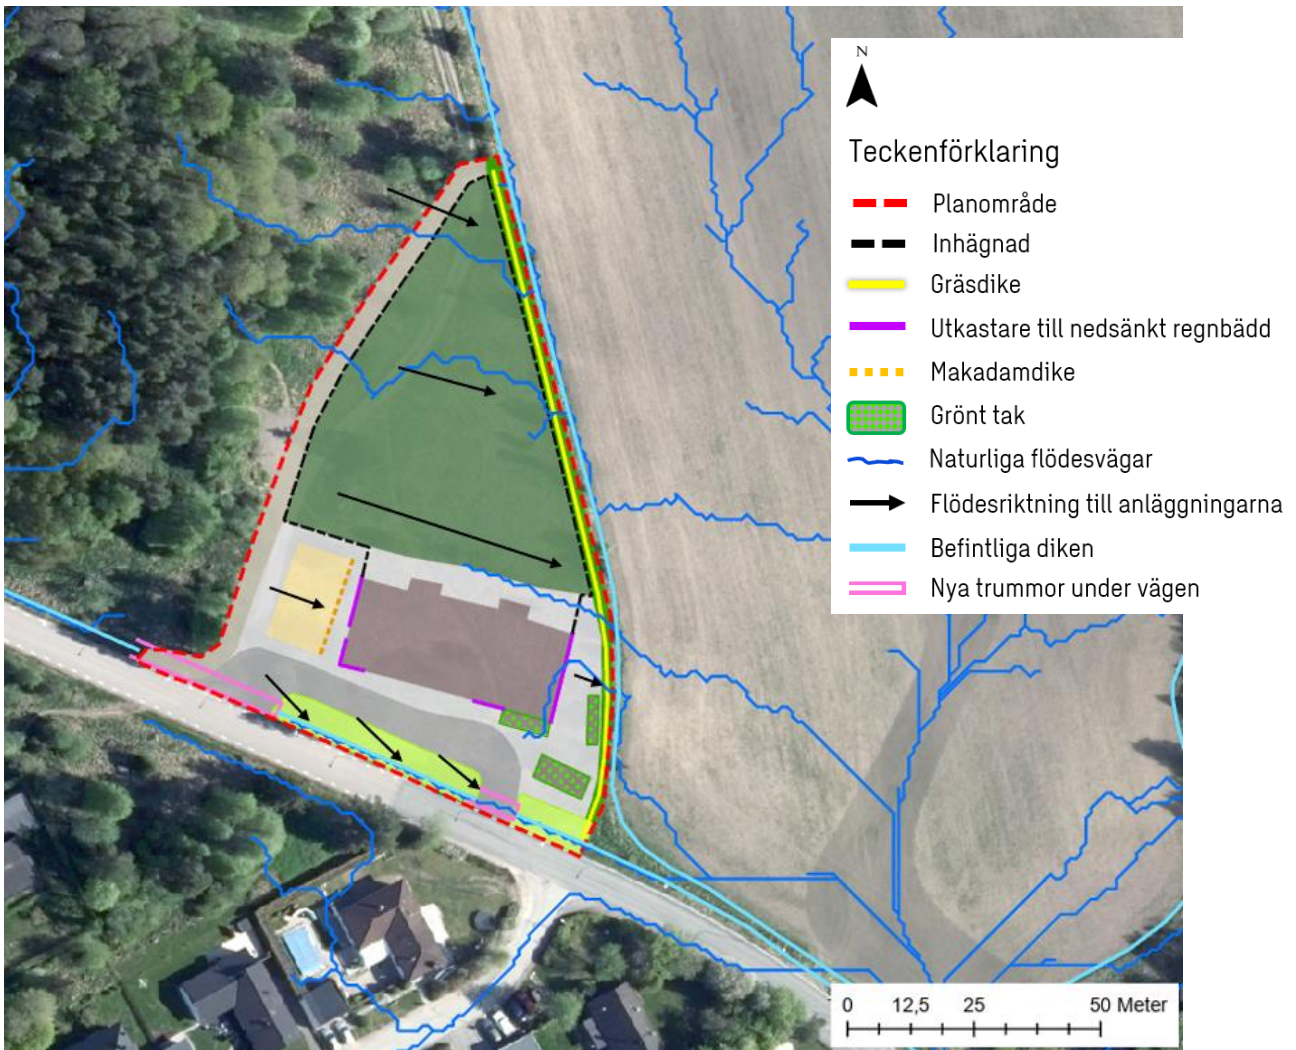 N
Teckenförklaring
Planområde
Inhägnad
Gräsdike
Utkastare till nedsänkt regnbädd
Makadamdike
Grönt tak
Naturliga flödesvägar
Flödesriktning till anläggningarna
Befintliga diken
Nya trummor under vägen
0 12,5 25 50 Meter